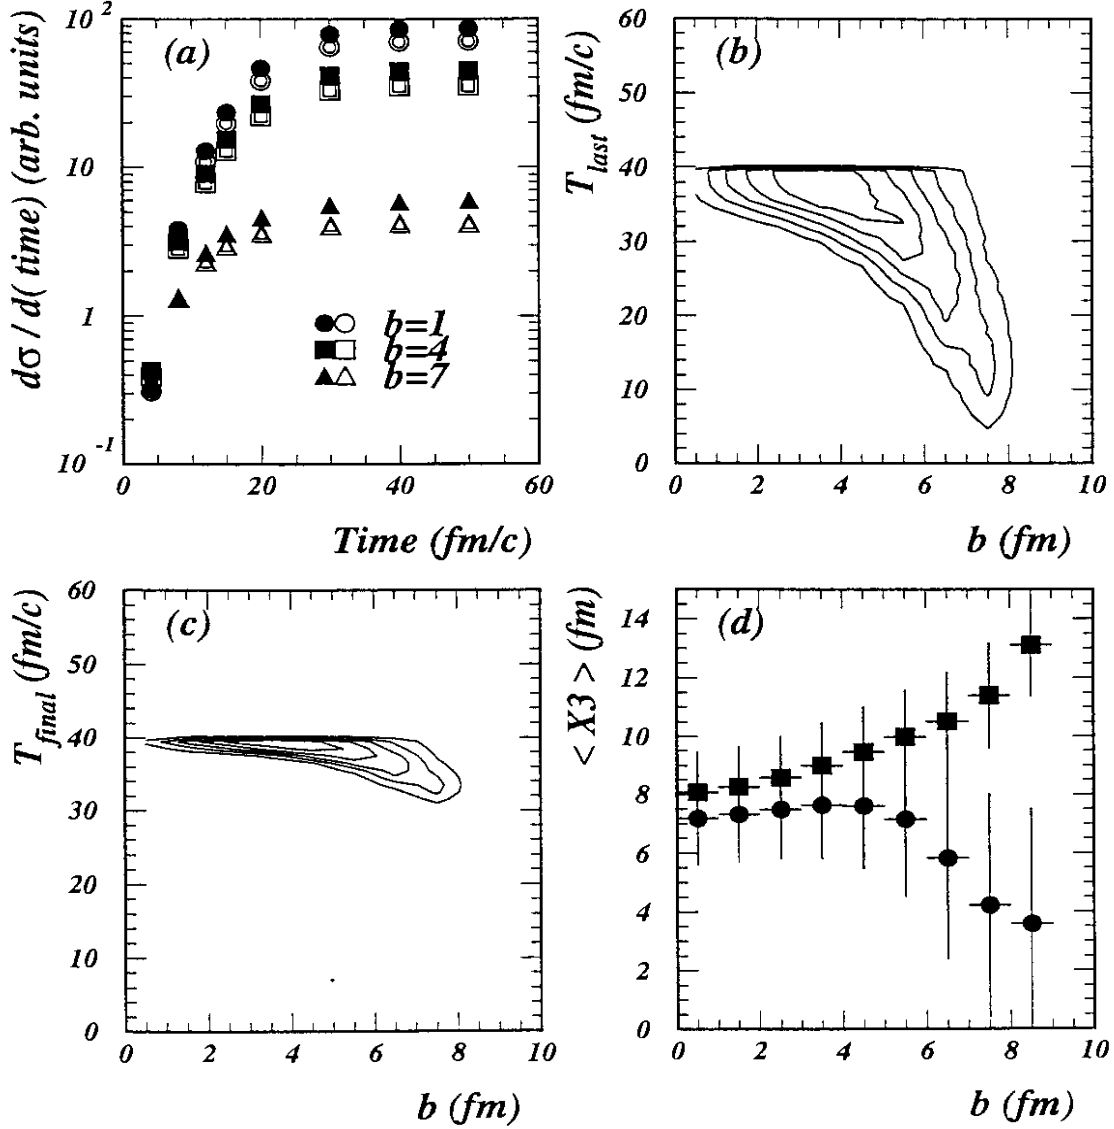 (a)
dσ / d( time) (arb. units)
10 2
10
1
10 -1
b=1
b=4
b=7
0 20 40 60
Time (fm/c)
(b)
T last (fm/c)
60
50
40
30
20
10
0
0 2 4 6 8 10
b (fm)
(c)
T final (fm/c)
60
50
40
30
20
10
0
0 2 4 6 8 10
b (fm)
(d)
< X3 > (fm)
14
12
10
8
6
4
2
0
0 2 4 6 8 10
b (fm)